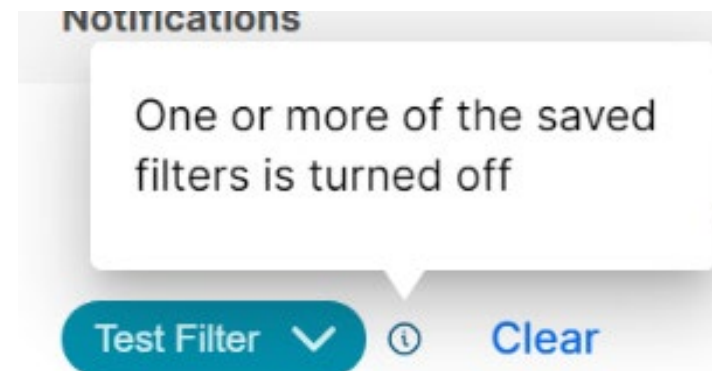 Notifications
One or more of the saved
filters is turned off
Test Filter Clear